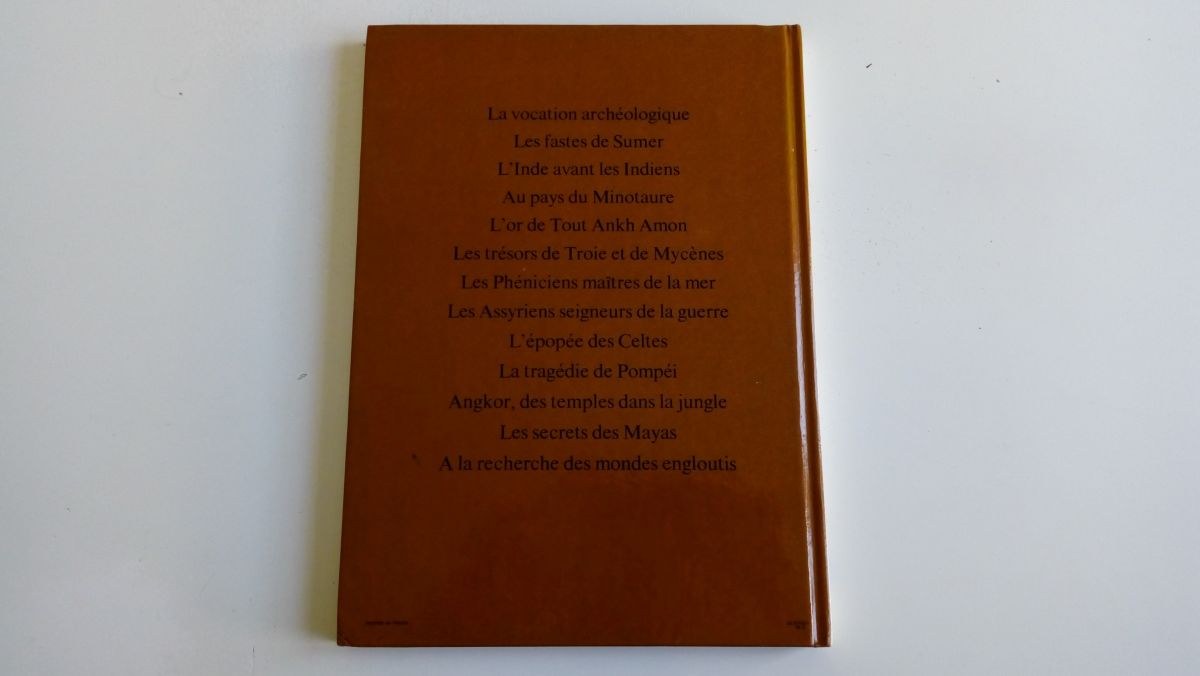 La vocation archéologique
Les fastes de Sumer
L'Inde avant les Indiens
Au pays du Minotaure
L'or de Tout Ankh Amon
Les trésors de Troie et de Mycènes
Les Phéniciens maîtres de la mer
Les Assyriens seigneurs de la guerre
L'épopée des Celtes
La tragédie de Pompéi
Angkor, des temples dans la jungle
Les secrets des Mayas
A la recherche des mondes engloutis